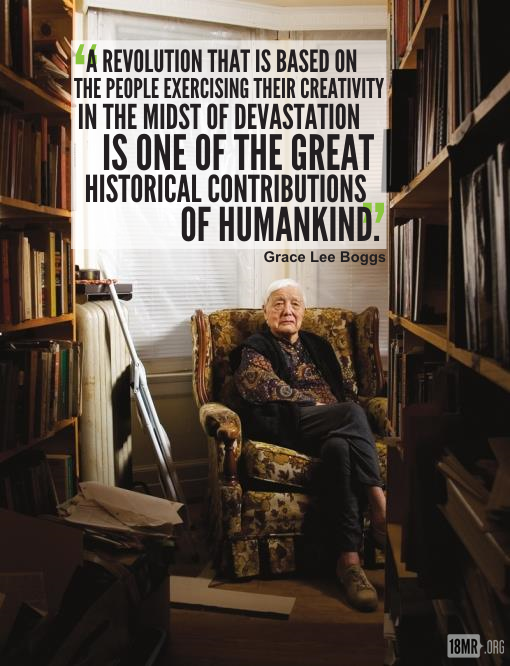 “A REVOLUTION THAT IS BASED ON
THE PEOPLE EXERCISING THEIR CREATIVITY
IN THE MIDST OF DEVASTATION
IS ONE OF THE GREAT
HISTORICAL CONTRIBUTIONS
OF HUMANKIND.”
Grace Lee Boggs
18MR.ORG